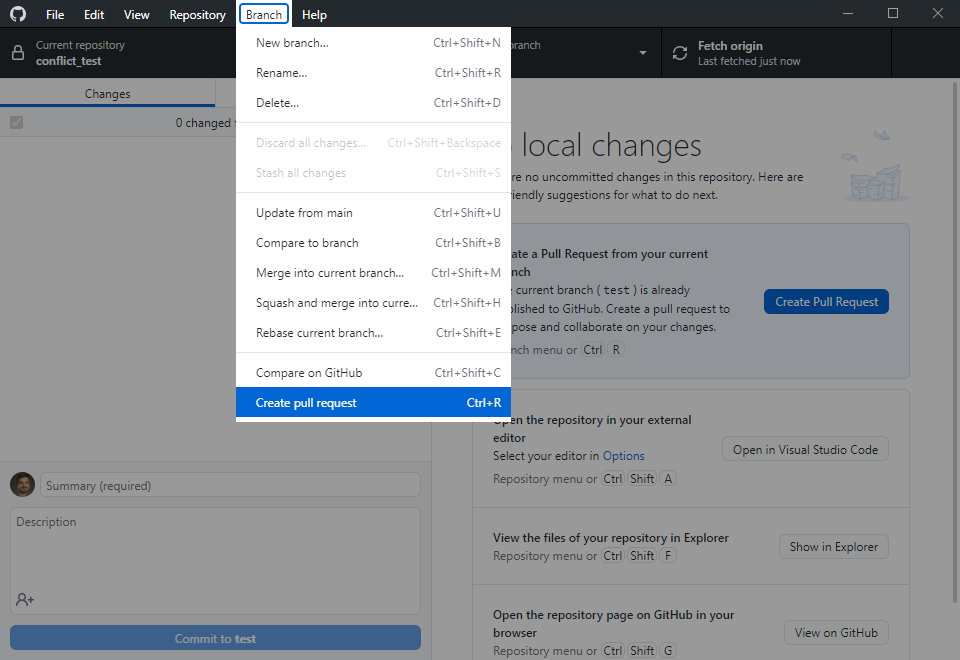 File Edit View Repository Branch Help
Current repository
conflict_test
branch
Fetch origin
Last fetched just now
Changes
0 changed
New branch... Ctrl+Shift+N
Rename... Ctrl+Shift+R
Delete... Ctrl+Shift+D
Discard all changes... Ctrl+Shift+Backspace
Stash all changes Ctrl+Shift+S
Update from main Ctrl+Shift+U
Compare to branch Ctrl+Shift+B
Merge into current branch... Ctrl+Shift+M
Squash and merge into curre... Ctrl+Shift+H
Rebase current branch... Ctrl+Shift+E
Compare on GitHub Ctrl+Shift+C
Create pull request Ctrl+R
local changes
no uncommitted changes in this repository. Here are
suggestions for what to do next.
a Pull Request from your current
current branch (test) is already
to GitHub. Create a pull request to
and collaborate on your changes.
menu or Ctrl R
Create Pull Request
Open the repository in your external
editor
Select your editor in Options
Repository menu or Ctrl Shift A
Open in Visual Studio Code
View the files of your repository in Explorer
Repository menu or Ctrl Shift F
Show in Explorer
Open the repository page on GitHub in your
browser
Repository menu or Ctrl Shift G
View on GitHub
Summary (required)
Description
Commit to test